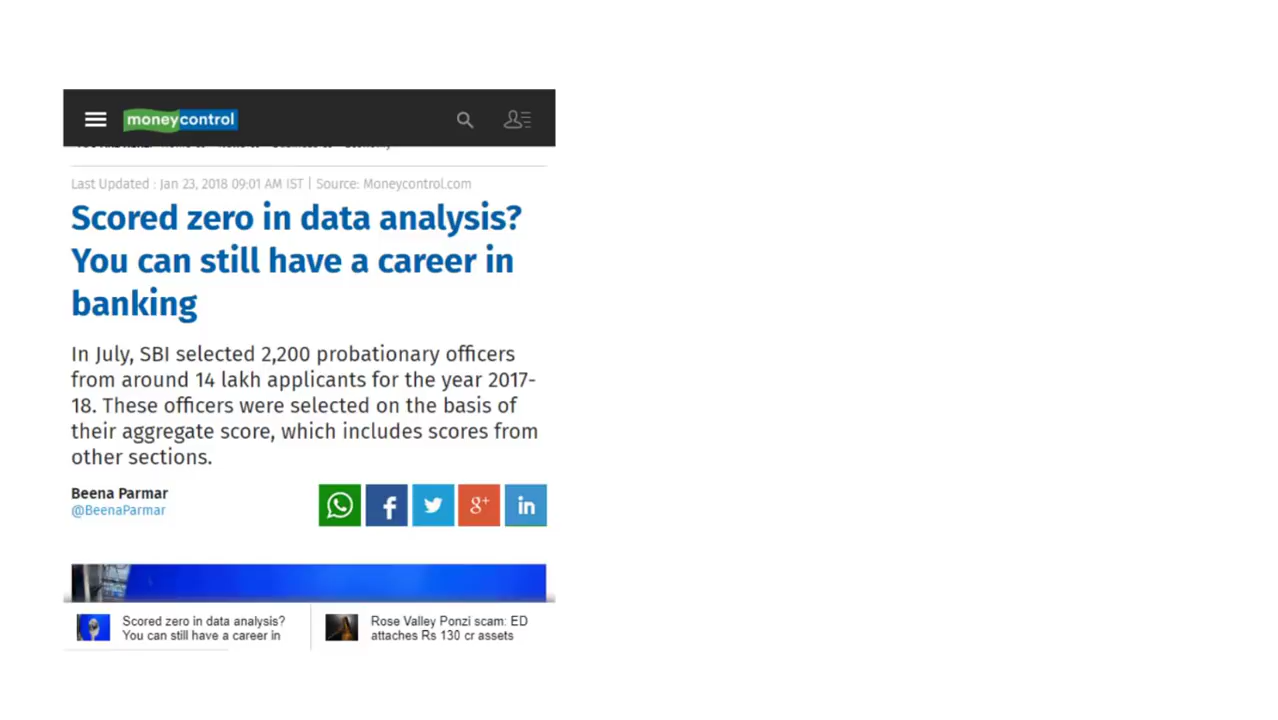 moneycontrol
Last Updated : Jan 23, 2018 09:01 AM IST | Source: Moneycontrol.com
Scored zero in data analysis?
You can still have a career in
banking
In July, SBI selected 2,200 probationary officers
from around 14 lakh applicants for the year 2017-
18. These officers were selected on the basis of
their aggregate score, which includes scores from
other sections.
Beena Parmar
@BeenaParmar
Scored zero in data analysis?
You can still have a career in
Rose Valley Ponzi scam: ED
attaches Rs 130 cr assets